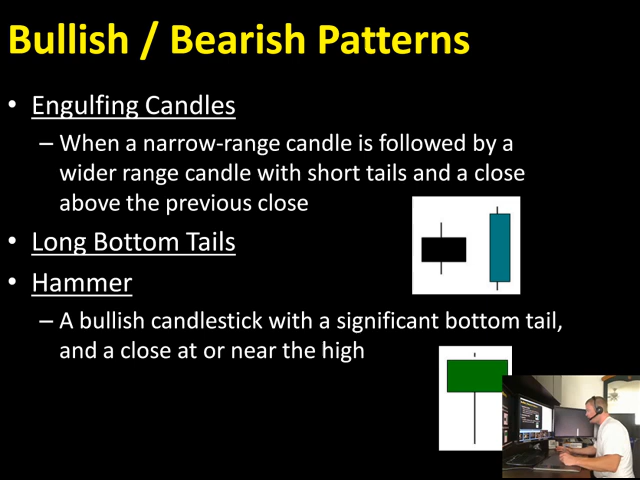 Bullish / Bearish Patterns
• Engulfing Candles
– When a narrow-range candle is followed by a
wider range candle with short tails and a close
above the previous close
• Long Bottom Tails
• Hammer
– A bullish candlestick with a significant bottom tail,
and a close at or near the high